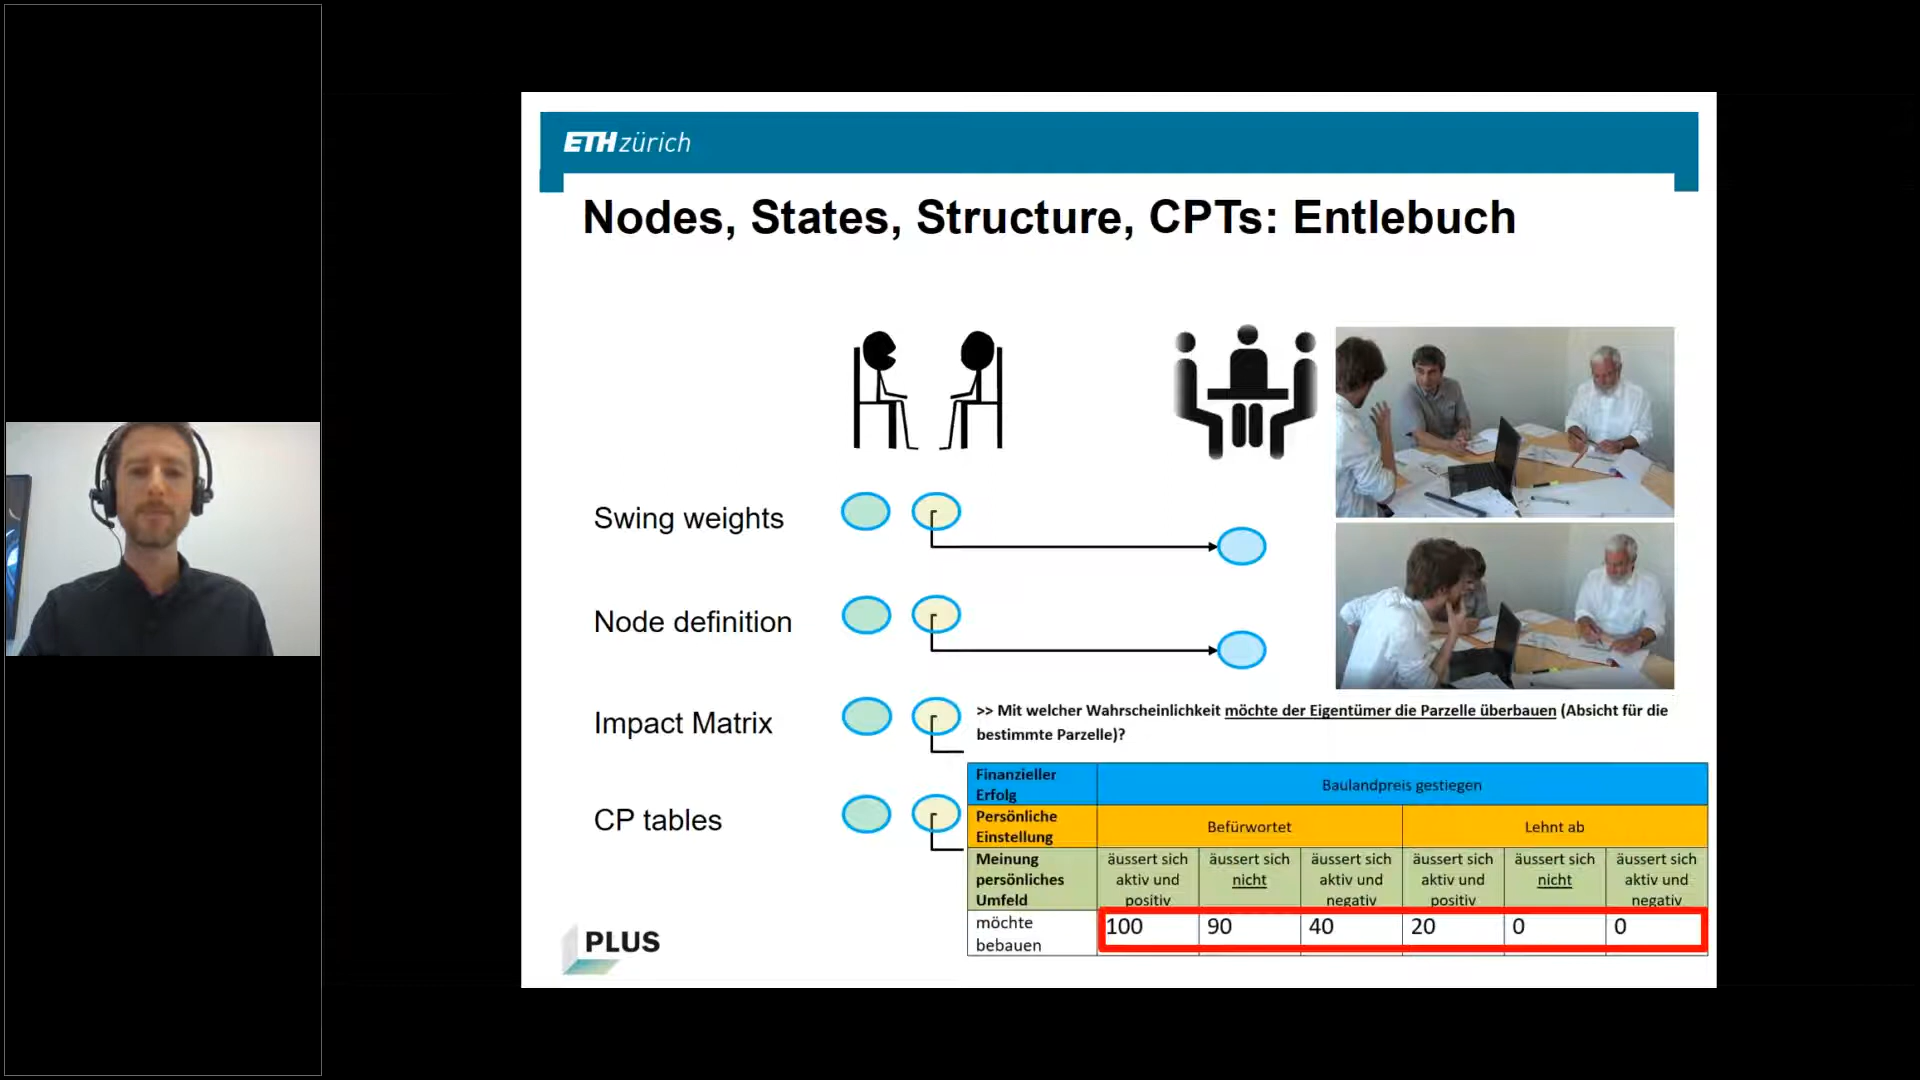 ETH zürich
Nodes, States, Structure, CPTs: Entlebuch
Swing weights
Node definition
Impact Matrix
CP tables
>> Mit welcher Wahrscheinlichkeit möchte der Eigentümer die Parzelle überbauen (Absicht für die
bestimmte Parzelle)?
Finanzieller
Erfolg
Baulandpreis gestiegen
Persönliche
Einstellung
Befürwortet
Lehnt ab
Meinung
persönliches
Umfeld
äussert sich
aktiv und
positiv
äussert sich
nicht
äussert sich
aktiv und
negativ
äussert sich
aktiv und
positiv
äussert sich
nicht
äussert sich
aktiv und
negativ
möchte
bebauen
100 90 40 20 0 0
PLUS